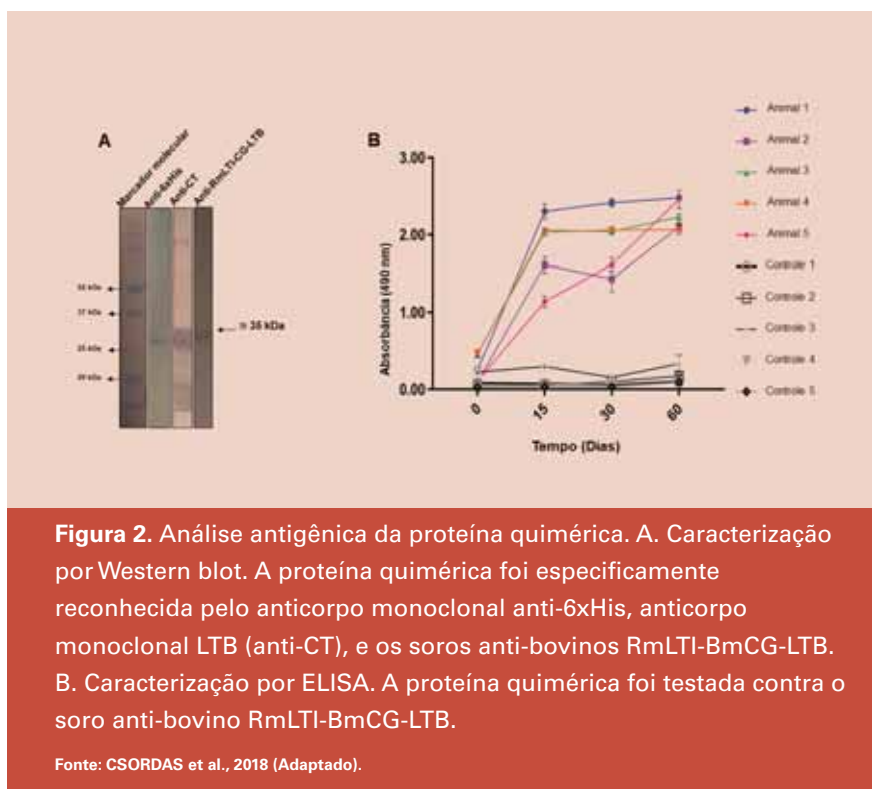 A
Marcador molecular
Anti-6xHis
Anti-CT
Anti-RmLTI-CG-LTB
50 kDa
37 kDa
25 kDa
20 kDa
≈ 35 kDa
B
3.00
2.00
1.00
0.00
Absorbância (490 nm)
0
15
30
60
Tempo (Dias)
Animal 1
Animal 2
Animal 3
Animal 4
Animal 5
Controle 1
Controle 2
Controle 3
Controle 4
Controle 5
Figura 2. Análise antigênica da proteína quimérica. A. Caracterização
por Western blot. A proteína quimérica foi especificamente
reconhecida pelo anticorpo monoclonal anti-6xHis, anticorpo
monoclonal LTB (anti-CT), e os soros anti-bovinos RmLTI-BmCG-LTB.
B. Caracterização por ELISA. A proteína quimérica foi testada contra o
soro anti-bovino RmLTI-BmCG-LTB.
Fonte: CSORDAS et al., 2018 (Adaptado).